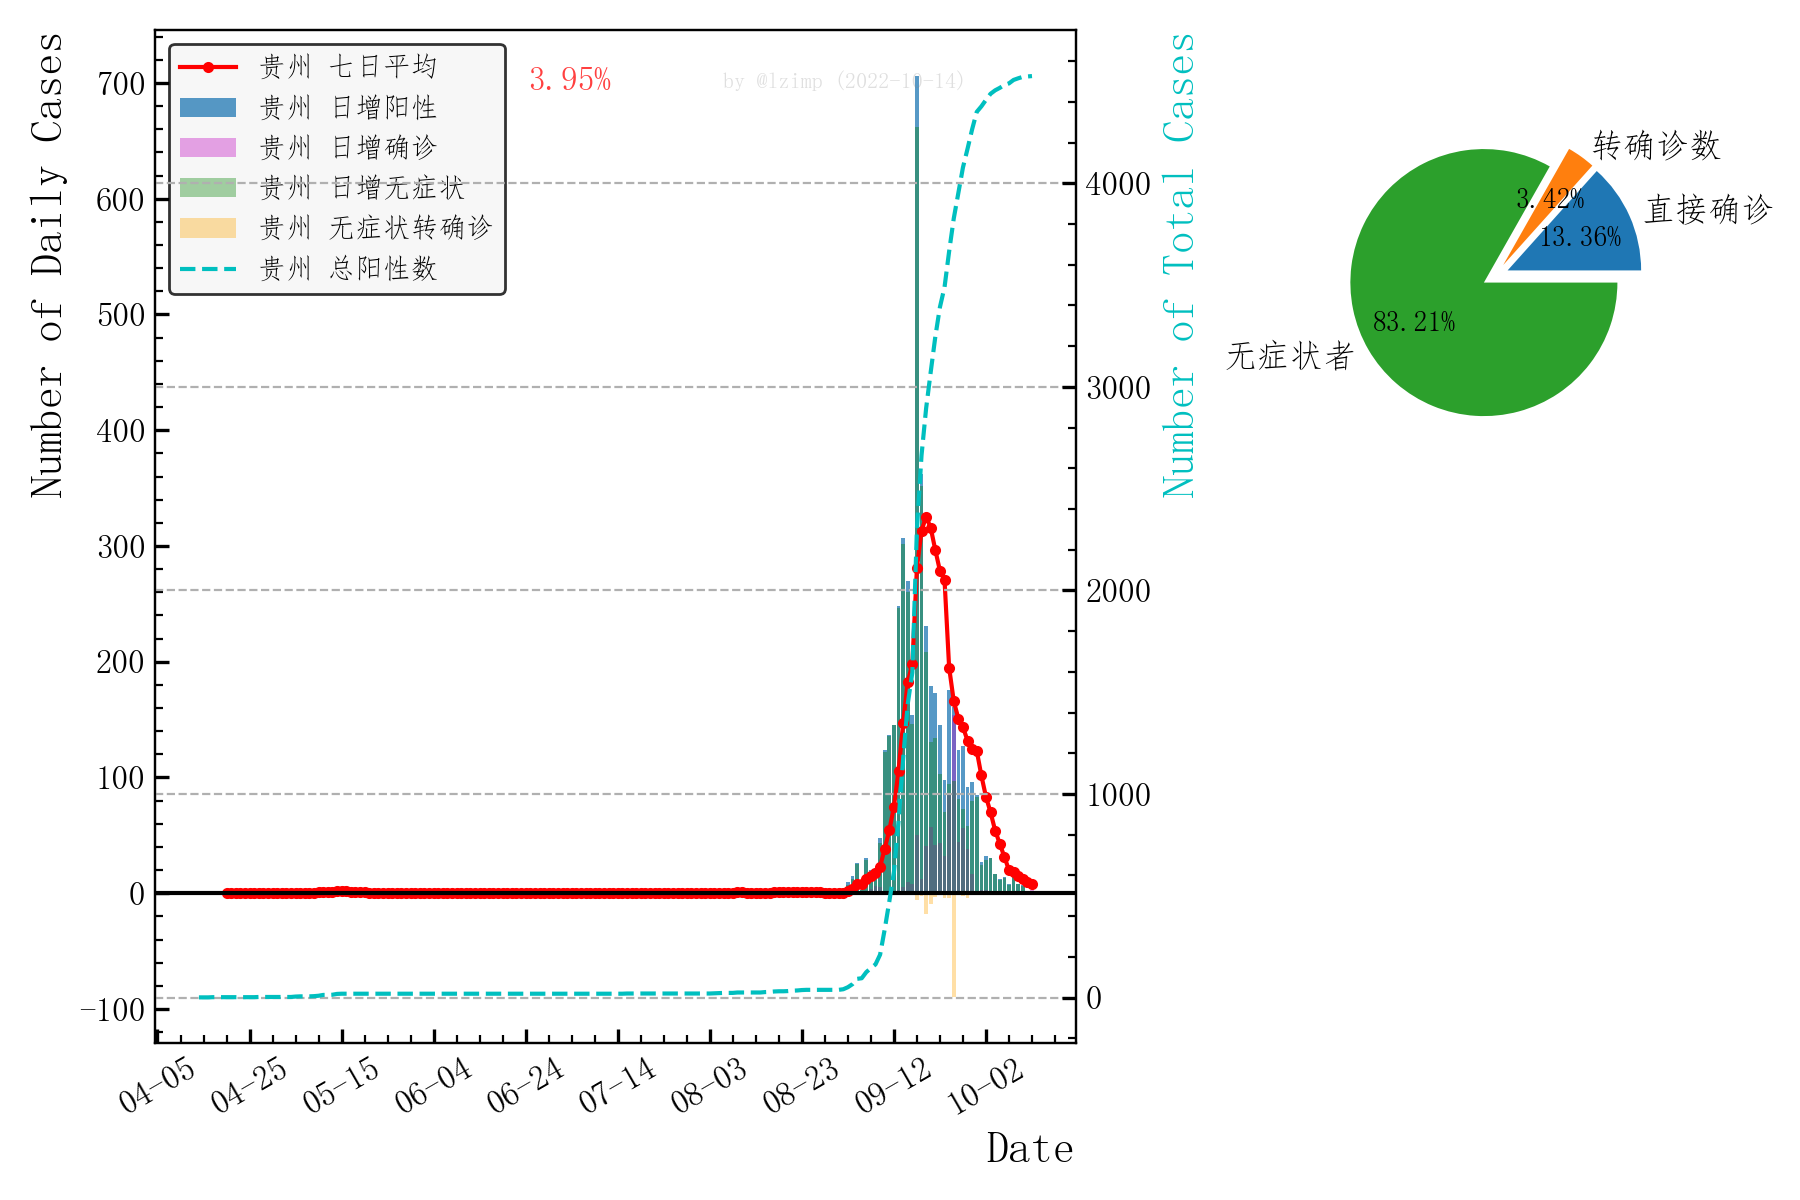 Number of Daily Cases
700
600
500
400
300
200
100
0
-100
贵州 七日平均
贵州 日增阳性
贵州 日增确诊
贵州 日增无症状
贵州 无症状转确诊
贵州 总阳性数
3.95%
by @lzimp (2022-10-14)
4000
3000
2000
1000
0
Number of Total Cases
04-05
04-25
05-15
06-04
06-24
07-14
08-03
08-23
09-12
10-02
Date
转确诊数
3.42%
直接确诊
13.36%
83.21%
无症状者